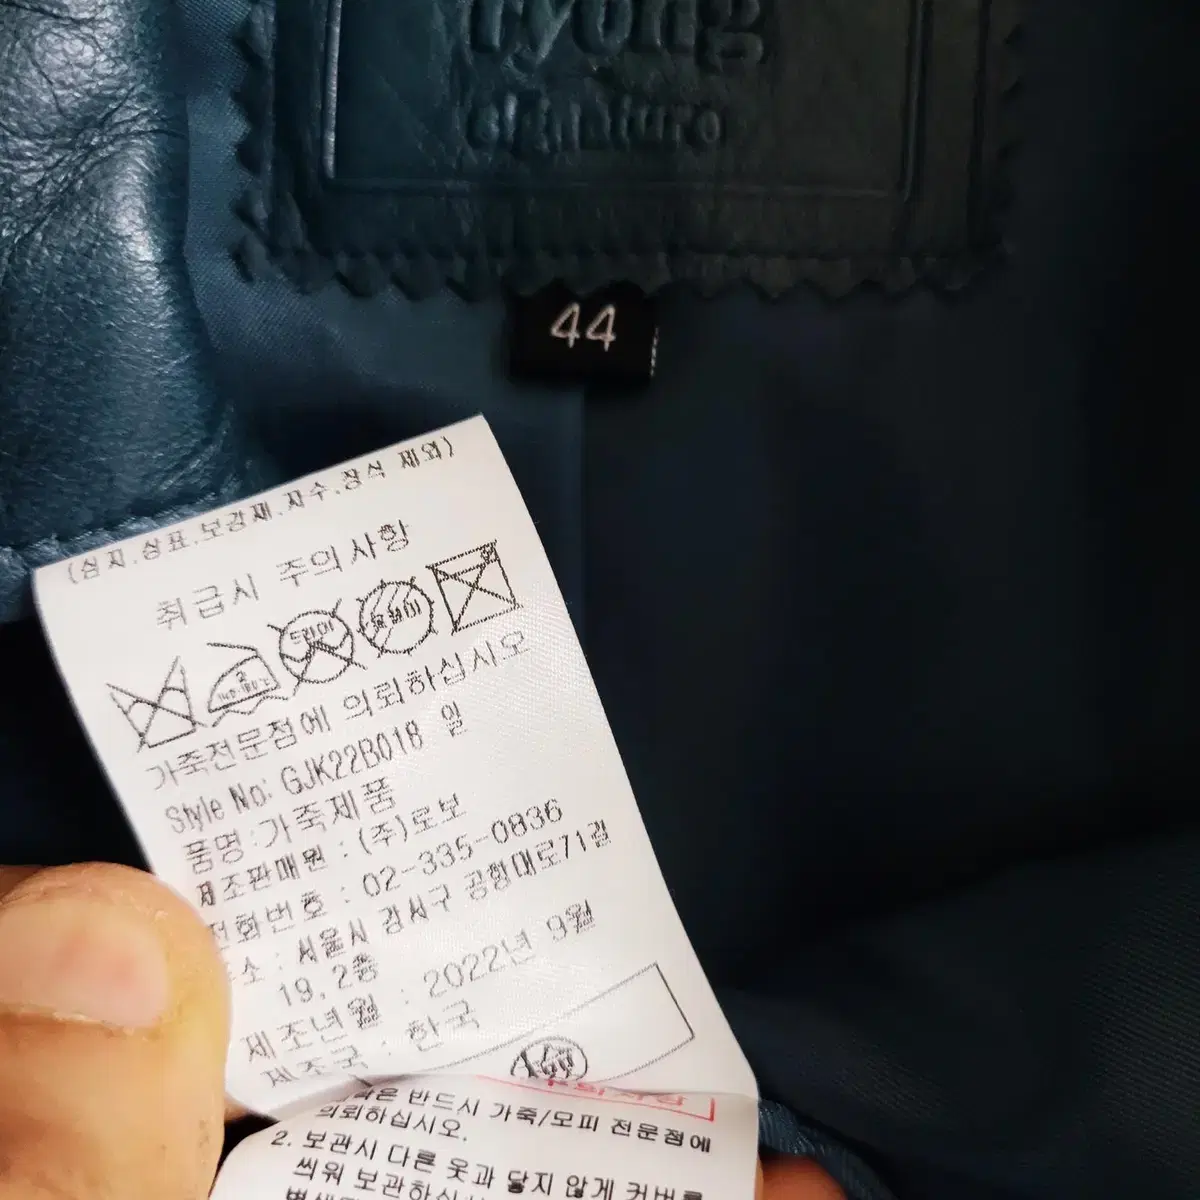 signature
44
(심지.상표.보강재.자수.장식 제외)
취급시 주의사항
2
드라이
가죽전문점에 의뢰하십시오
Style No: GJK22B018 일
품명:가죽제품
제조판매원 : (주)로보
전화번호 : 02-335-0836
주소 : 서울시 강서구 공항대로71길
19, 2층
제조년월 : 2022년 9월
제조국 : 한국
반드시 가죽/모피 전문점에
의뢰하십시오.
2. 보관시 다른 옷과 닿지 않게 커버를
씌워